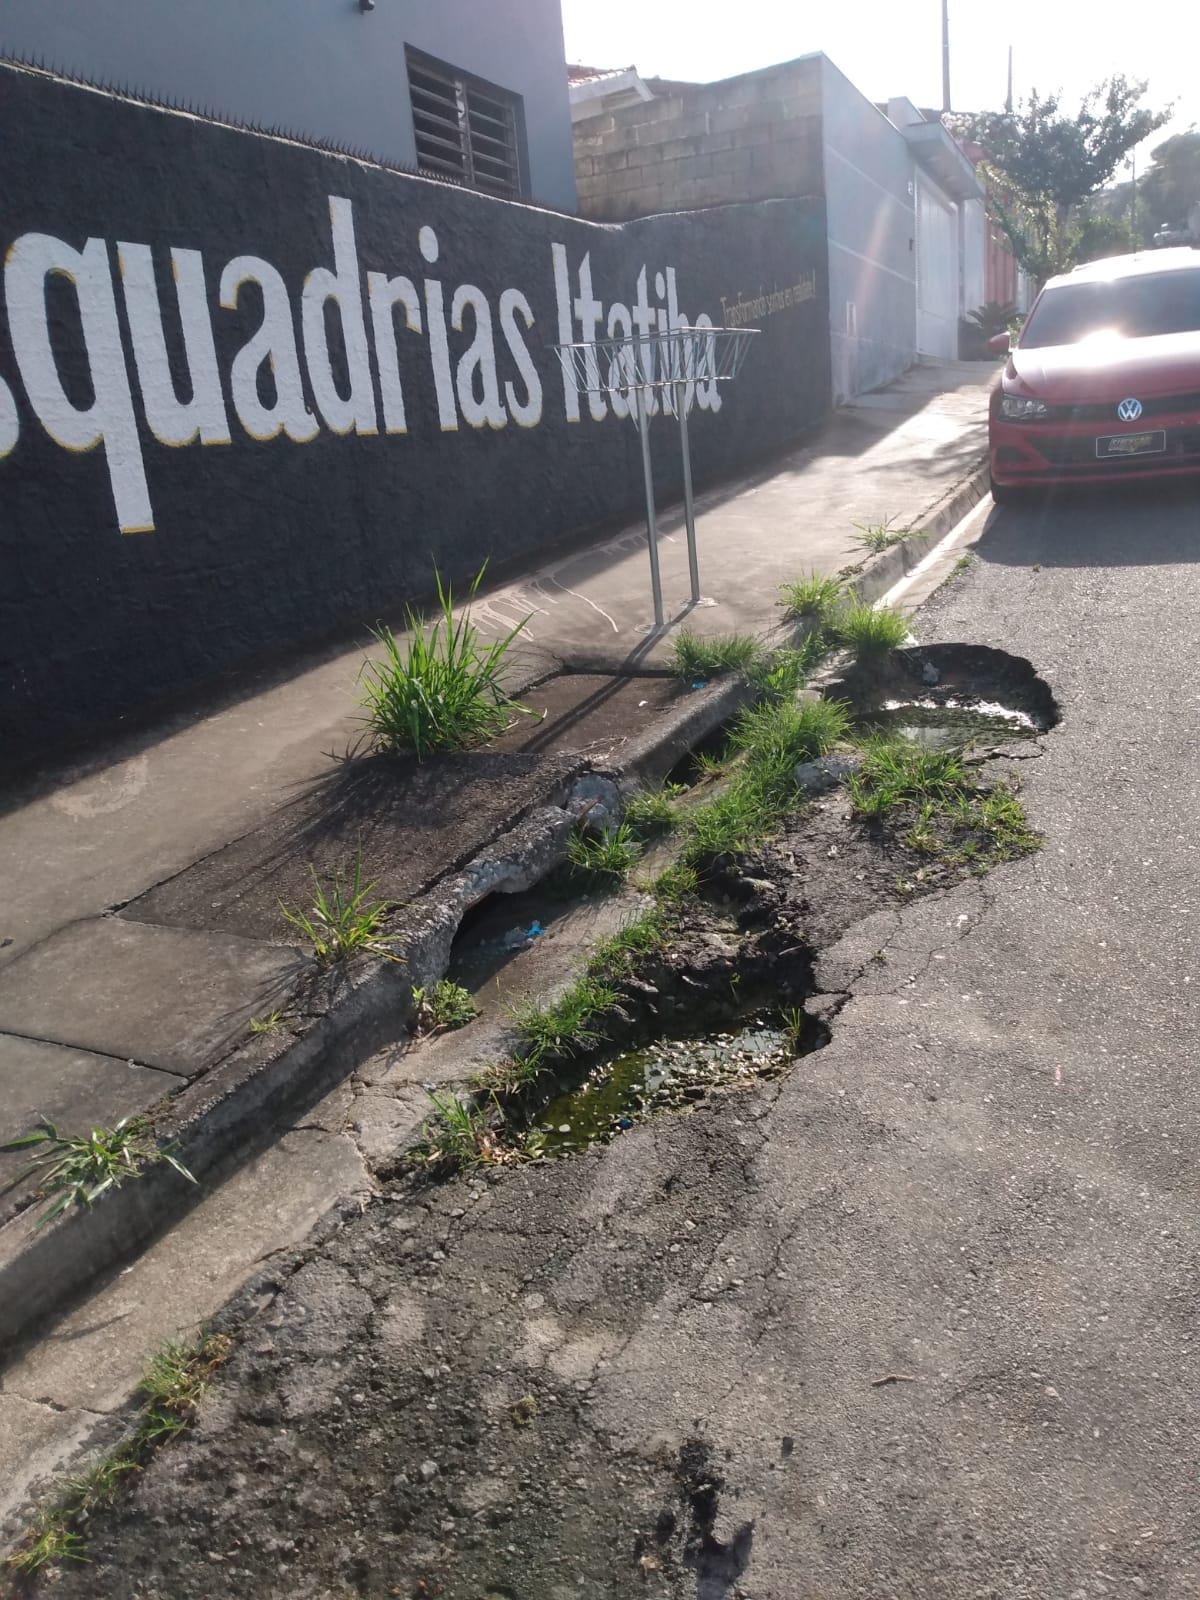 squadrias Itatiba
Transformando sonhos em realidade!